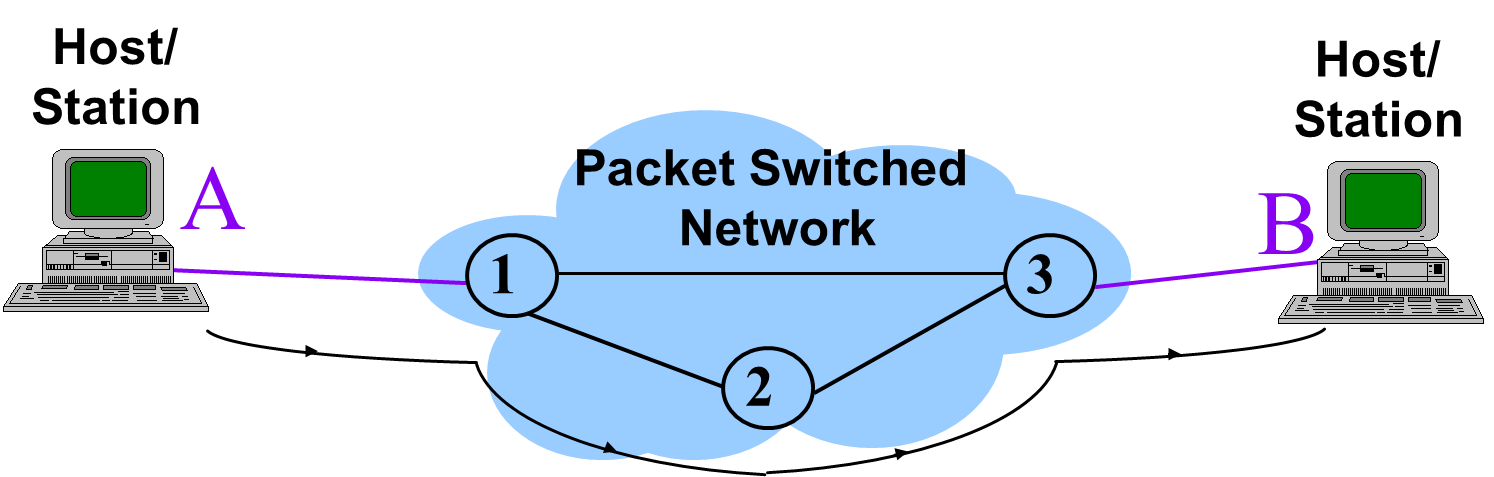 Host/
Station
Host/
Station
Packet Switched
Network
A
B
1
3
2